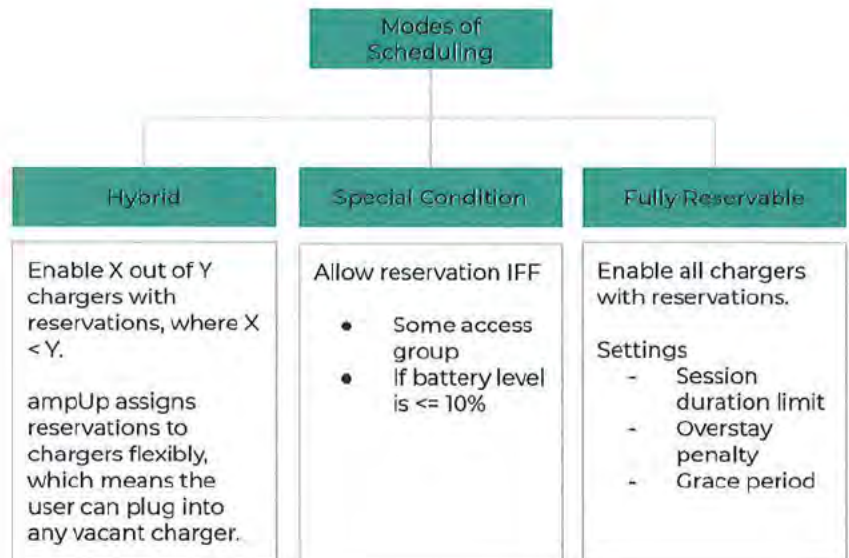 Modes of
Scheduling
Hybrid
Enable X out of Y
chargers with
reservations, where X
< Y.
ampUp assigns
reservations to
chargers flexibly,
which means the
user can plug into
any vacant charger.
Special Condition
Allow reservation IFF
● Some access
group
● If battery level
is <= 10%
Fully Reservable
Enable all chargers
with reservations.
Settings
- Session
duration limit
- Overstay
penalty
- Grace period